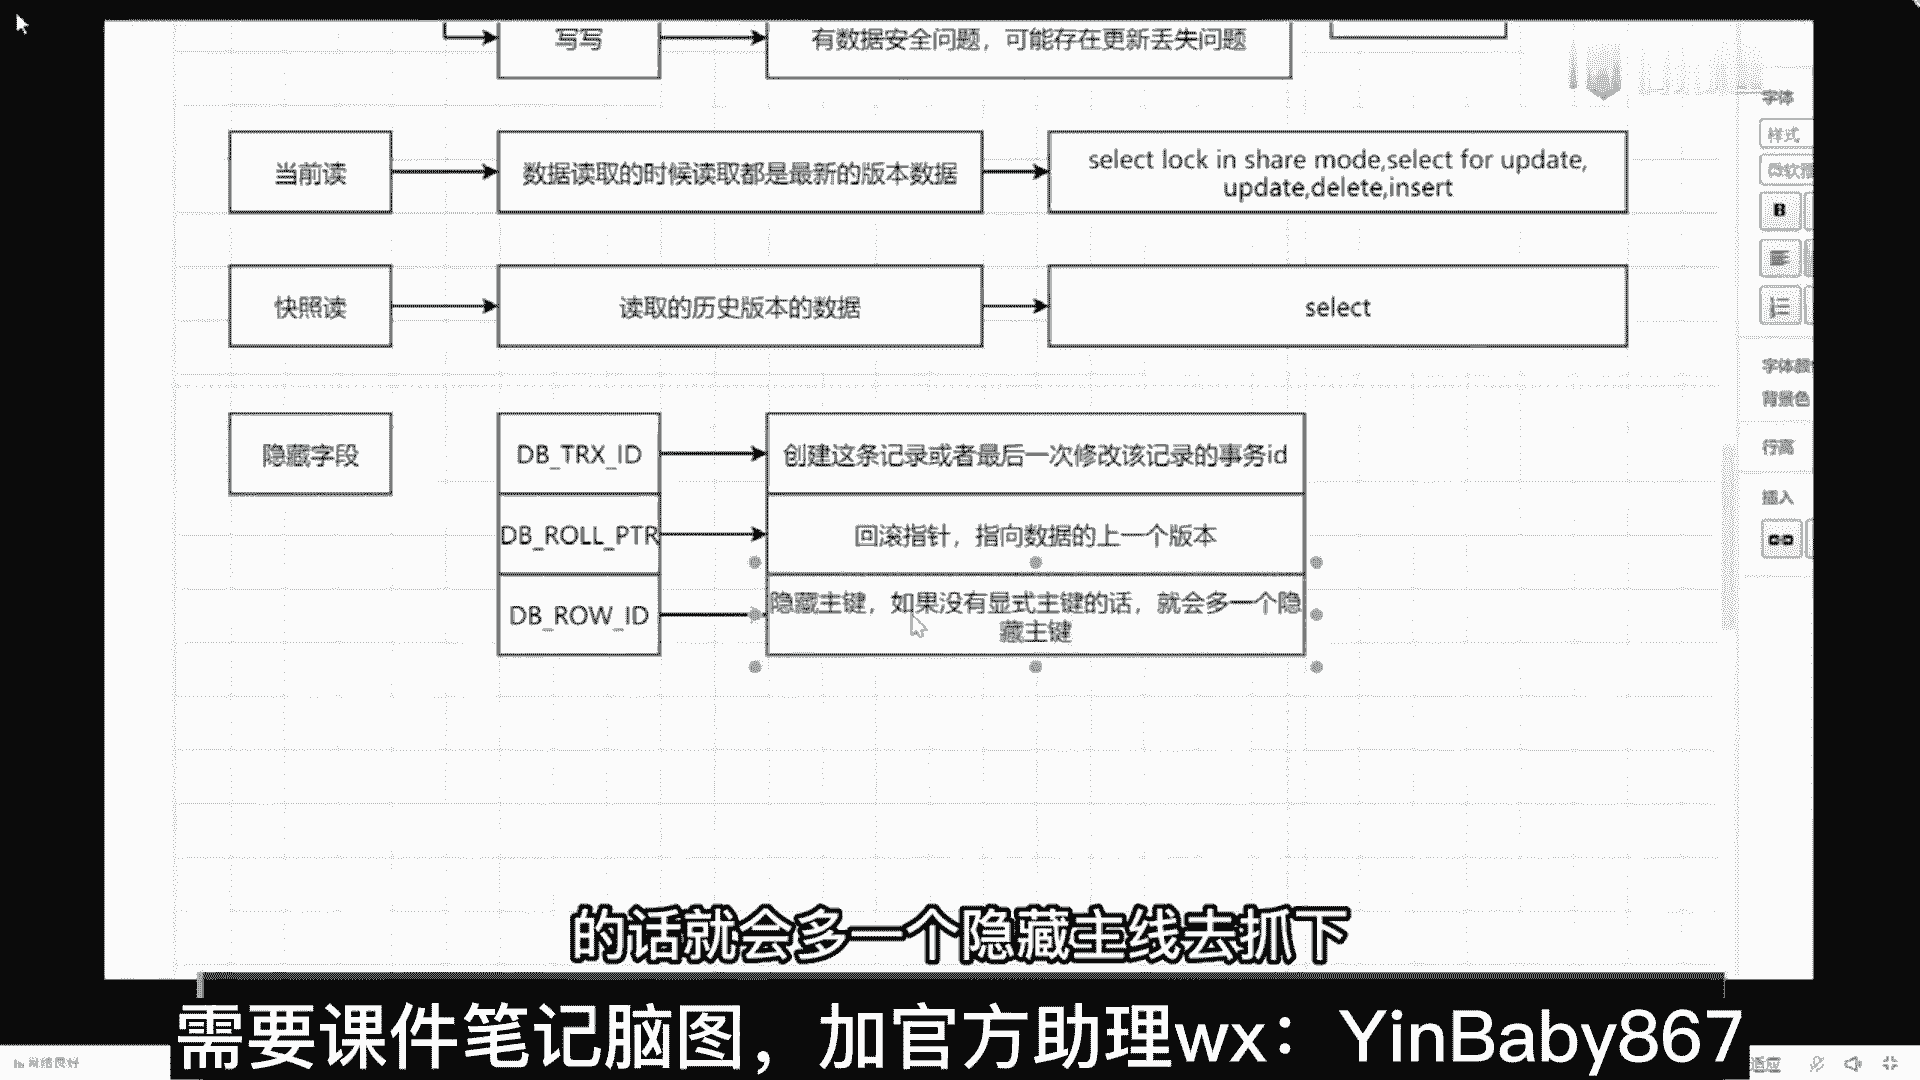 写写
有数据安全问题，可能存在更新丢失问题
字体
样式
当前读
数据读取的时候读取都是最新的版本数据
select lock in share mode,select for update,
update,delete,insert
B
快照读
读取的历史版本的数据
select
背景色
行高
插入
隐藏字段
DB_TRX_ID
创建这条记录或者最后一次修改该记录的事务id
DB_ROLL_PTR
回滚指针，指向数据的上一个版本
DB_ROW_ID
隐藏主键，如果没有显式主键的话，就会多一个隐
藏主键
的话就会多一个隐藏主线去抓下
需要课件笔记脑图，加官方助理wx：YinBaby867
适应